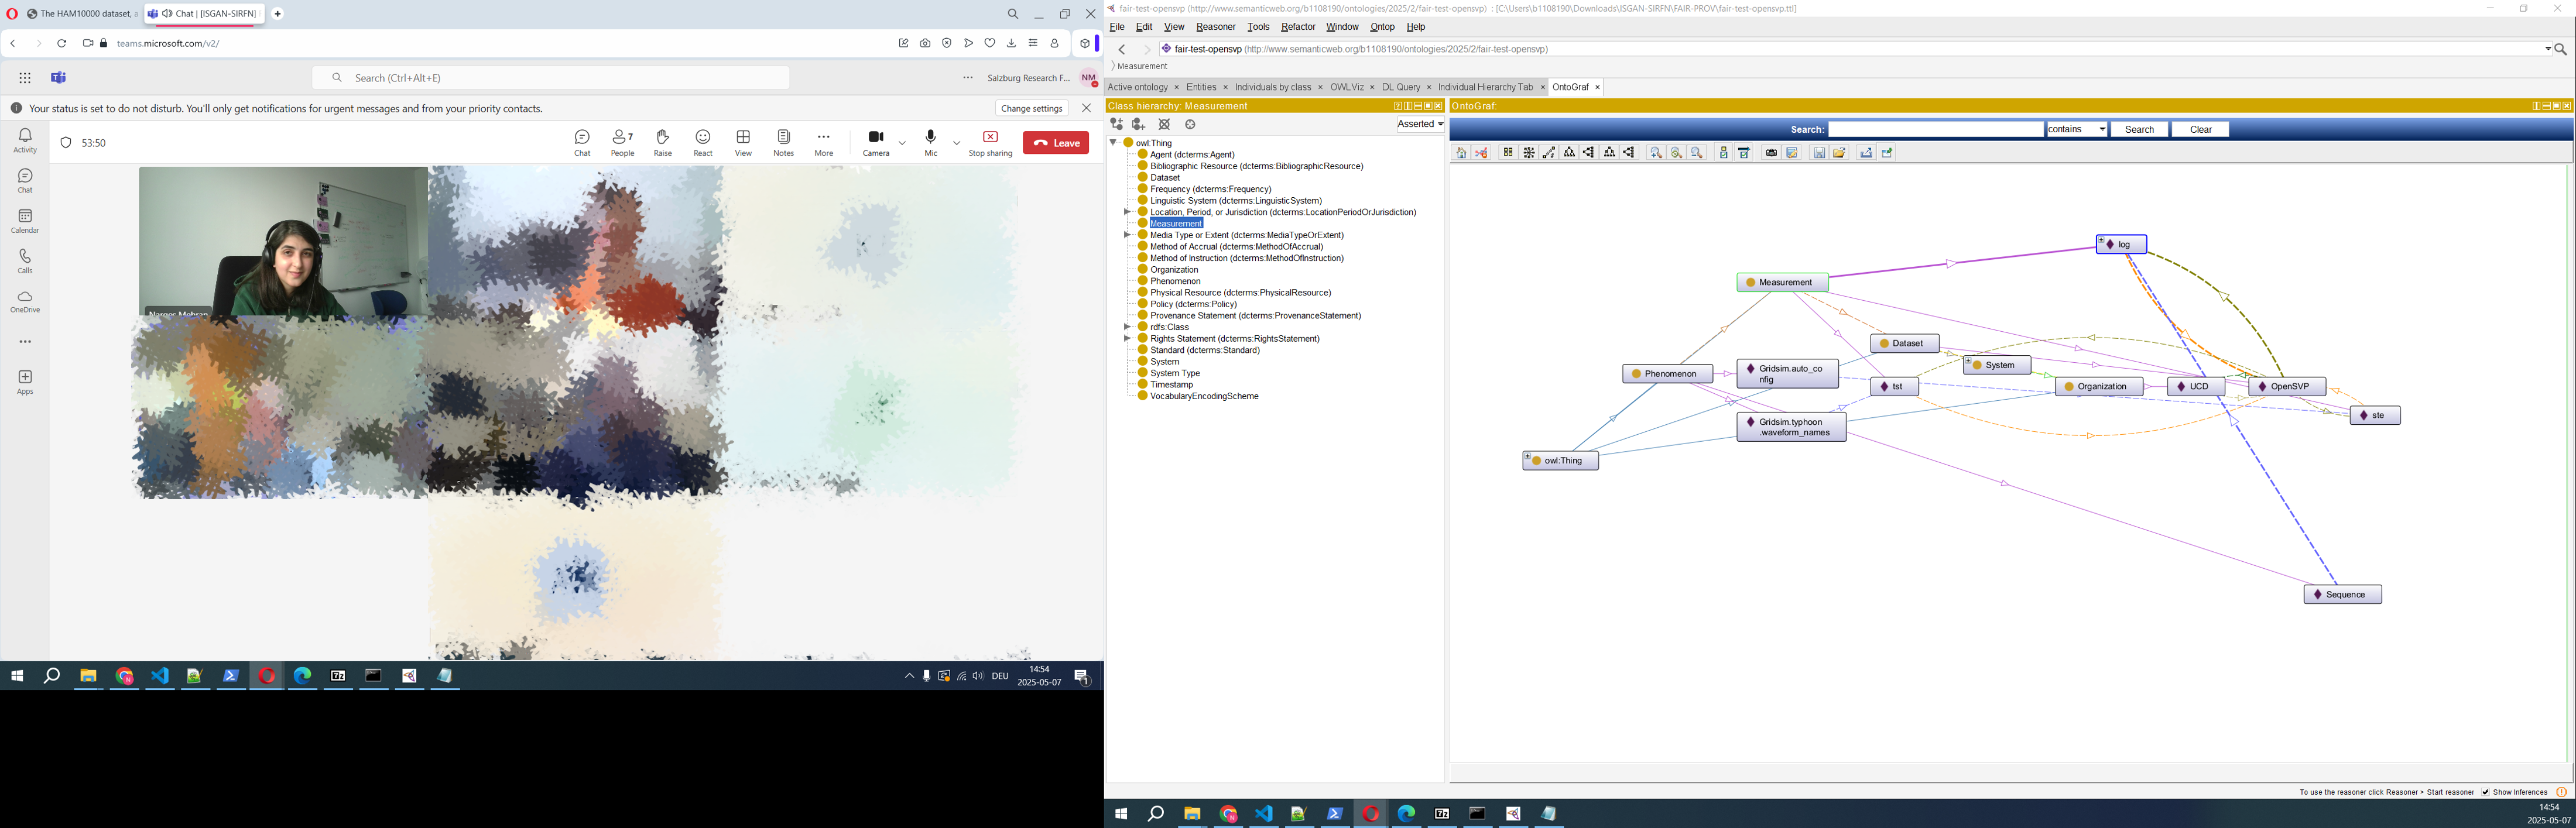 The HAM10000 dataset, a
Chat | [ISGAN-SIRFN]
teams.microsoft.com/v2/
Search (Ctrl+Alt+E)
Salzburg Research F...
NM
Your status is set to do not disturb. You'll only get notifications for urgent messages and from your priority contacts.
Change settings
53:50
Chat
7
People
Raise
React
View
Notes
More
Camera
Mic
Stop sharing
Leave
Activity
Chat
Calendar
Calls
OneDrive
Apps
Narges Mehran
DEU
14:54
2025-05-07
1
fair-test-opensvp (http://www.semanticweb.org/b1108190/ontologies/2025/2/fair-test-opensvp) : [C:\Users\b1108190\Downloads\ISGAN-SIRFN\FAIR-PROV\fair-test-opensvp.ttl]
File Edit View Reasoner Tools Refactor Window Ontop Help
fair-test-opensvp (http://www.semanticweb.org/b1108190/ontologies/2025/2/fair-test-opensvp)
Measurement
Active ontology × Entities × Individuals by class × OWLViz × DL Query × Individual Hierarchy Tab × OntoGraf ×
Class hierarchy: Measurement
Asserted
owl:Thing
Agent (dcterms:Agent)
Bibliographic Resource (dcterms:BibliographicResource)
Dataset
Frequency (dcterms:Frequency)
Linguistic System (dcterms:LinguisticSystem)
Location, Period, or Jurisdiction (dcterms:LocationPeriodOrJurisdiction)
Measurement
Media Type or Extent (dcterms:MediaTypeOrExtent)
Method of Accrual (dcterms:MethodOfAccrual)
Method of Instruction (dcterms:MethodOfInstruction)
Organization
Phenomenon
Physical Resource (dcterms:PhysicalResource)
Policy (dcterms:Policy)
Provenance Statement (dcterms:ProvenanceStatement)
rdfs:Class
Rights Statement (dcterms:RightsStatement)
Standard (dcterms:Standard)
System
System Type
Timestamp
VocabularyEncodingScheme
OntoGraf:
Search:
contains
Search
Clear
log
Measurement
Dataset
System
Phenomenon
Gridsim.auto_co
nfig
tst
Organization
UCD
OpenSVP
ste
Gridsim.typhoon
.waveform_names
owl:Thing
Sequence
To use the reasoner click Reasoner > Start reasoner
Show Inferences
14:54
2025-05-07